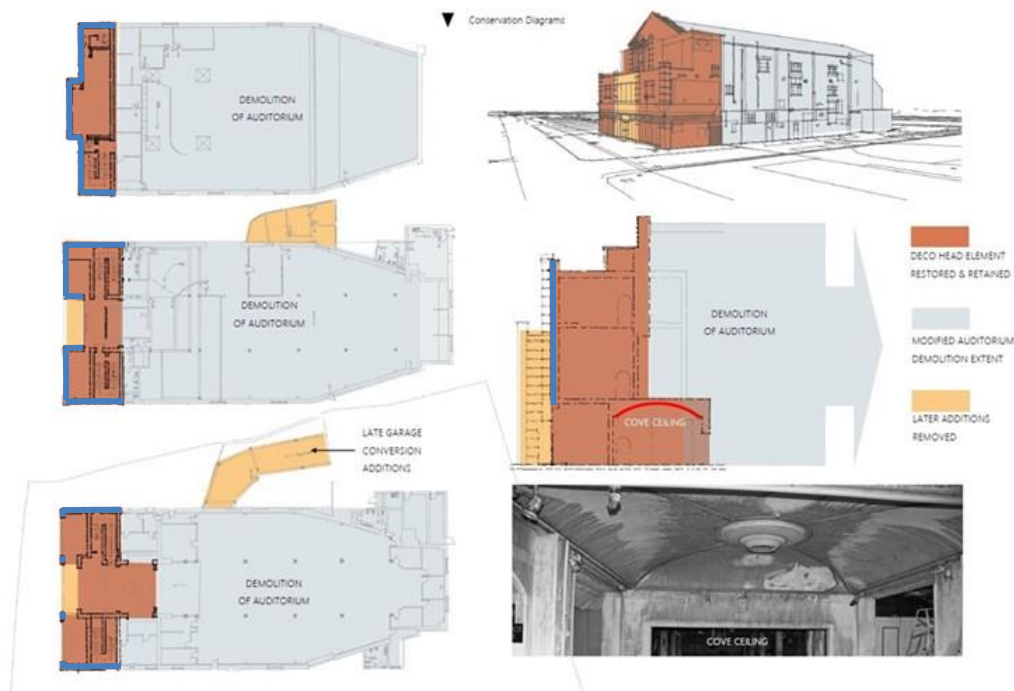 Conservation Diagrams
DEMOLITION
OF AUDITORIUM
DEMOLITION
OF AUDITORIUM
LATE GARAGE
CONVERSION
ADDITIONS
DEMOLITION
OF AUDITORIUM
DEMOLITION
OF AUDITORIUM
COVE CEILING
DECO HEAD ELEMENT
RESTORED & RETAINED
MODIFIED AUDITORIUM
DEMOLITION EXTENT
LATER ADDITIONS
REMOVED
COVE CEILING